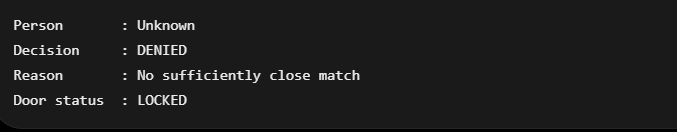 Person       : Unknown
Decision     : DENIED
Reason       : No sufficiently close match
Door status  : LOCKED